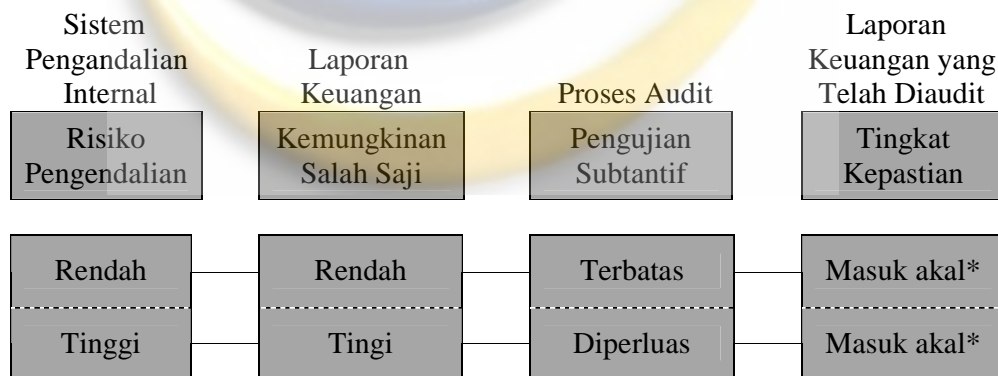 Sistem
Pengandalian
Internal
Laporan
Keuangan
Proses Audit
Laporan
Keuangan yang
Telah Diaudit
Risiko
Pengendalian
Kemungkinan
Salah Saji
Pengujian
Subtantif
Tingkat
Kepastian
Rendah
Rendah
Terbatas
Masuk akal*
Tinggi
Tingi
Diperluas
Masuk akal*